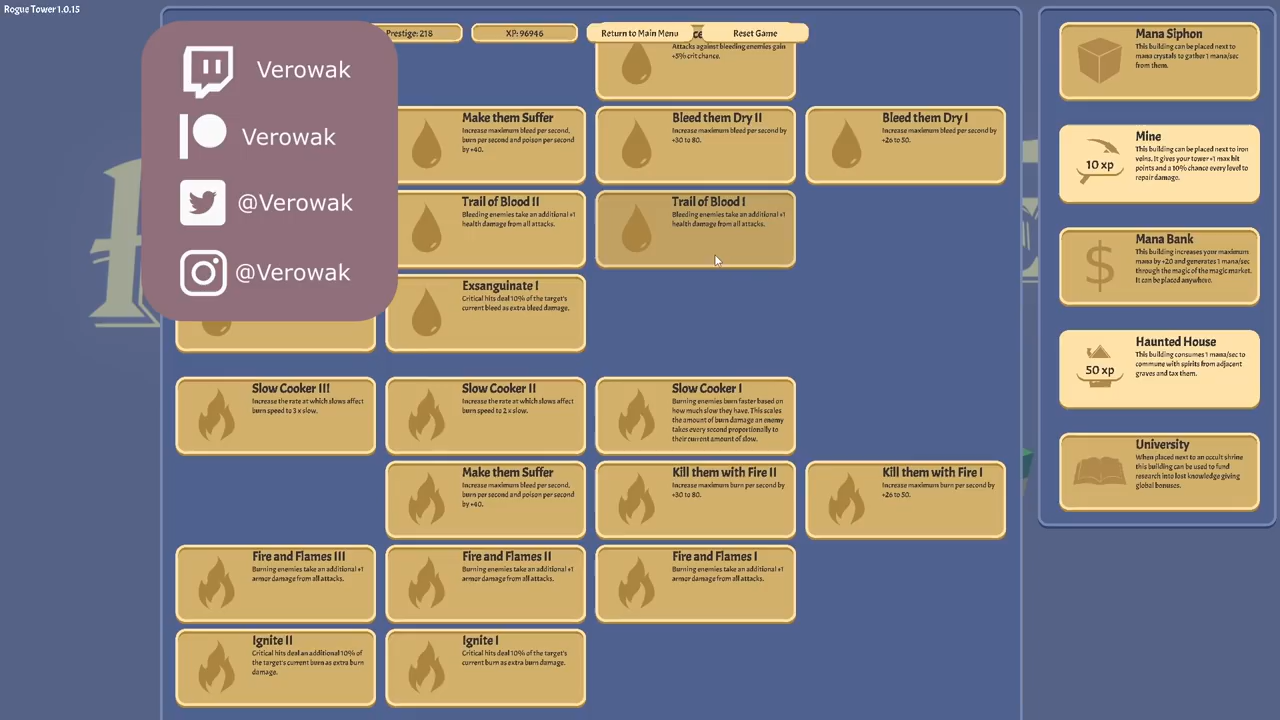 Rogue Tower 1.0.15
Prestige: 218
XP: 96946
Return to Main Menu
Reset Game
Verowak
Verowak
@Verowak
@Verowak
Attacks against bleeding enemies gain
+5% crit chance.
Make them Suffer
Increase maximum bleed per second,
burn per second and poison per second
by +40.
Bleed them Dry II
Increase maximum bleed per second by
+30 to 80.
Bleed them Dry I
Increase maximum bleed per second by
+26 to 50.
Trail of Blood II
Bleeding enemies take an additional +1
health damage from all attacks.
Trail of Blood I
Bleeding enemies take an additional +1
health damage from all attacks.
Exsanguinate I
Critical hits deal 10% of the target's
current bleed as extra bleed damage.
Slow Cooker III
Increase the rate at which slows affect
burn speed to 3 x slow.
Slow Cooker II
Increase the rate at which slows affect
burn speed to 2 x slow.
Slow Cooker I
Burning enemies burn faster based on
how much slow they have. This scales
the amount of burn damage an enemy
takes every second proportionally to
their current amount of slow.
Make them Suffer
Increase maximum bleed per second,
burn per second and poison per second
by +40.
Kill them with Fire II
Increase maximum burn per second by
+30 to 80.
Kill them with Fire I
Increase maximum burn per second by
+26 to 50.
Fire and Flames III
Burning enemies take an additional +1
armor damage from all attacks.
Fire and Flames II
Burning enemies take an additional +1
armor damage from all attacks.
Fire and Flames I
Burning enemies take an additional +1
armor damage from all attacks.
Ignite II
Critical hits deal an additional 10% of
the target's current burn as extra burn
damage.
Ignite I
Critical hits deal 10% of the target's
current burn as extra burn damage.
Mana Siphon
This building can be placed next to
mana crystals to gather 1 mana/sec
from them.
Mine
10 xp
This building can be placed next to iron
veins. It gives your tower +1 max hit
points and a 10% chance every level to
repair damage.
Mana Bank
This building increases your maximum
mana by +20 and generates 1 mana/sec
through the magic of the magic market.
It can be placed anywhere.
Haunted House
50 xp
This building consumes 1 mana/sec to
commune with spirits from adjacent
graves and tax them.
University
When placed next to an occult shrine
this building can be used to fund
research into lost knowledge giving
global bonuses.